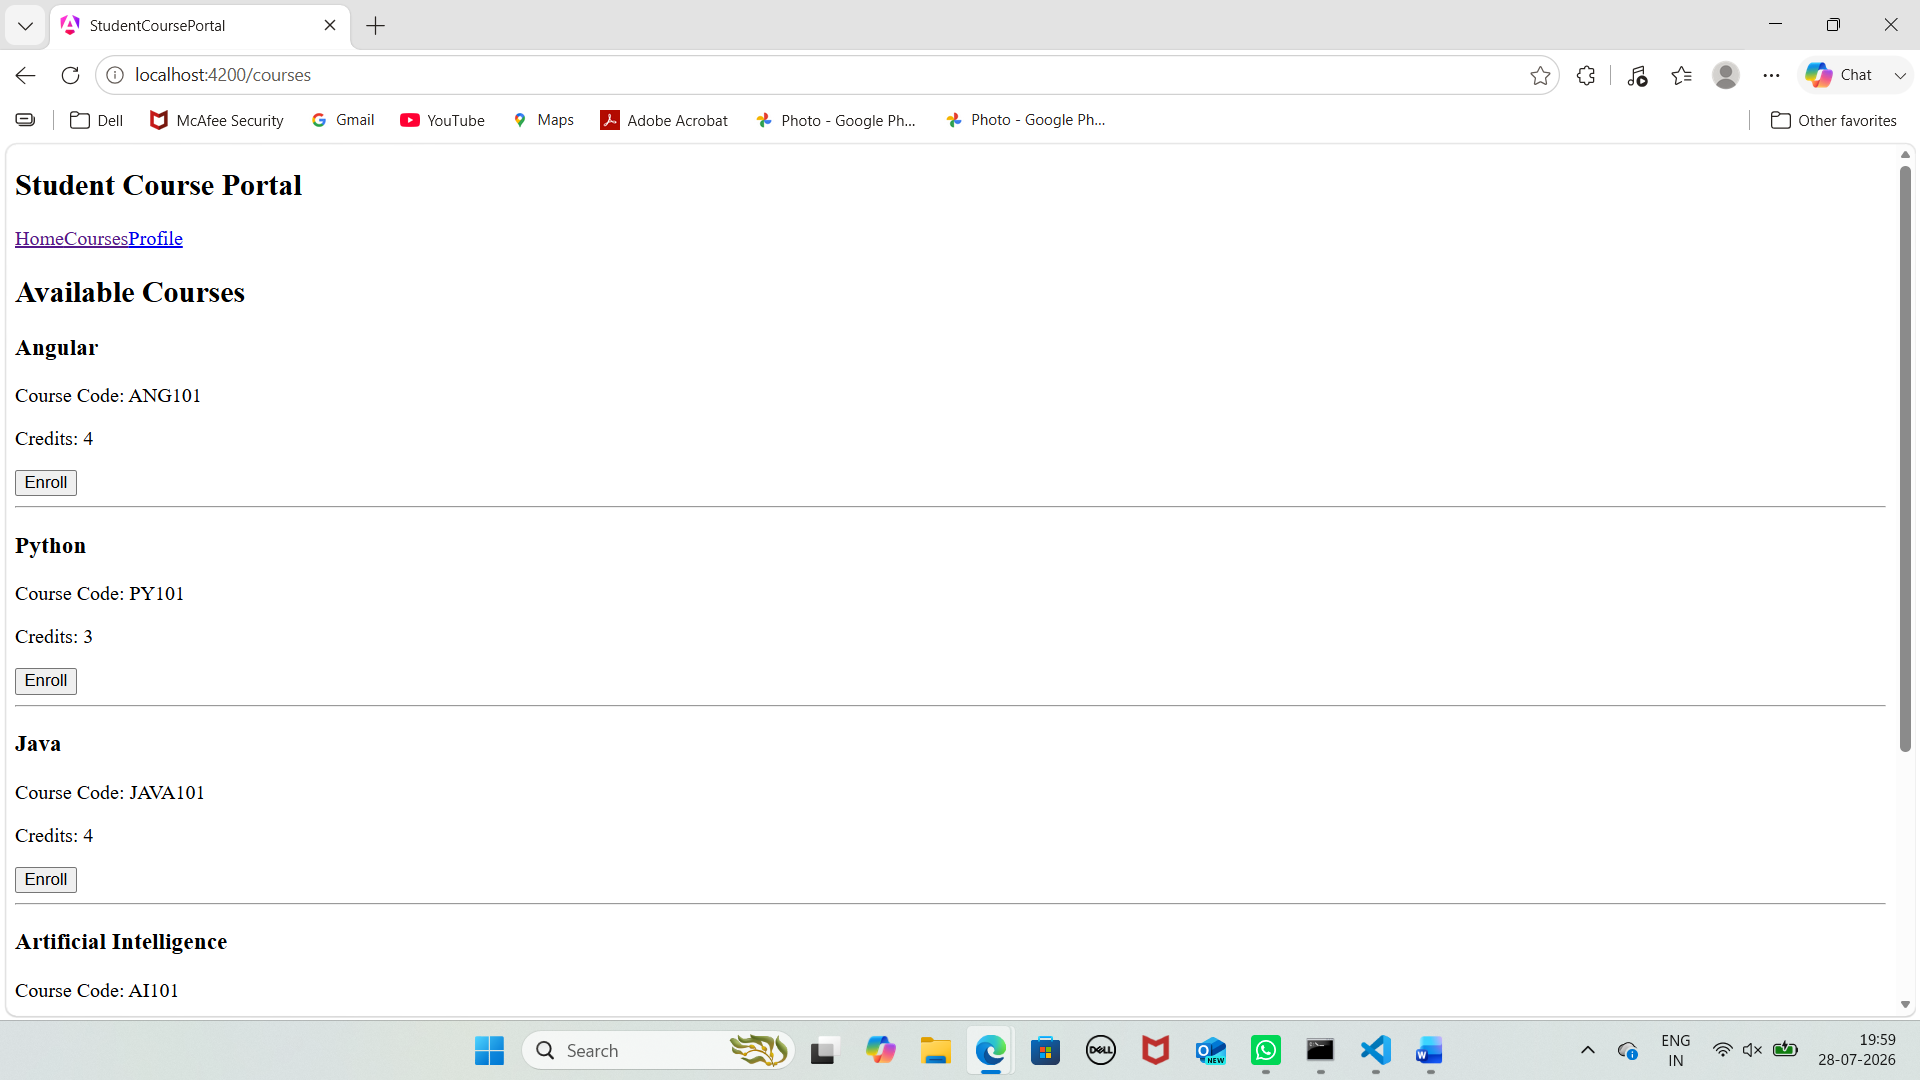 StudentCoursePortal
localhost:4200/courses
Chat
Dell
McAfee Security
Gmail
YouTube
Maps
Adobe Acrobat
Photo - Google Ph...
Photo - Google Ph...
Other favorites
Student Course Portal
HomeCoursesProfile
Available Courses
Angular
Course Code: ANG101
Credits: 4
Enroll
Python
Course Code: PY101
Credits: 3
Enroll
Java
Course Code: JAVA101
Credits: 4
Enroll
Artificial Intelligence
Course Code: AI101
Search
DELL
NEW
ENG
IN
19:59
28-07-2026